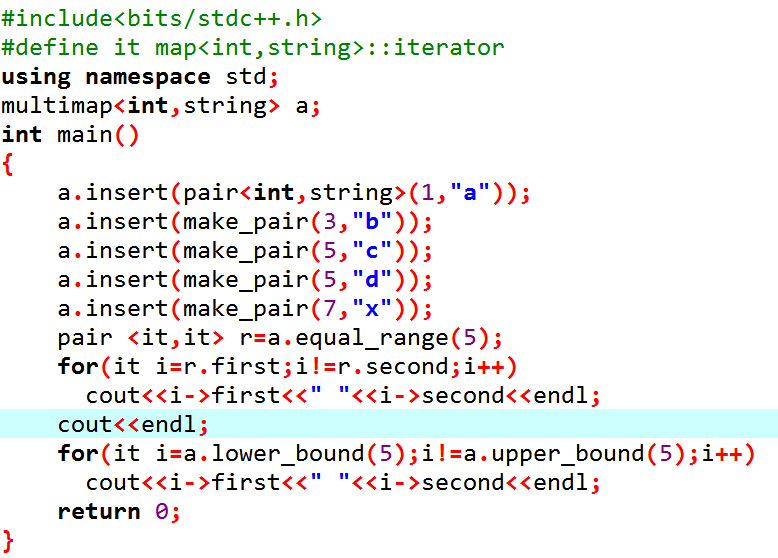 #include<bits/stdc++.h>
#define it map<int,string>::iterator
using namespace std;
multimap<int,string> a;
int main()
{
    a.insert(pair<int,string>(1,"a"));
    a.insert(make_pair(3,"b"));
    a.insert(make_pair(5,"c"));
    a.insert(make_pair(5,"d"));
    a.insert(make_pair(7,"x"));
    pair <it,it> r=a.equal_range(5);
    for(it i=r.first;i!=r.second;i++)
      cout<<i->first<<" "<<i->second<<endl;
    cout<<endl;
    for(it i=a.lower_bound(5);i!=a.upper_bound(5);i++)
      cout<<i->first<<" "<<i->second<<endl;
    return 0;
}